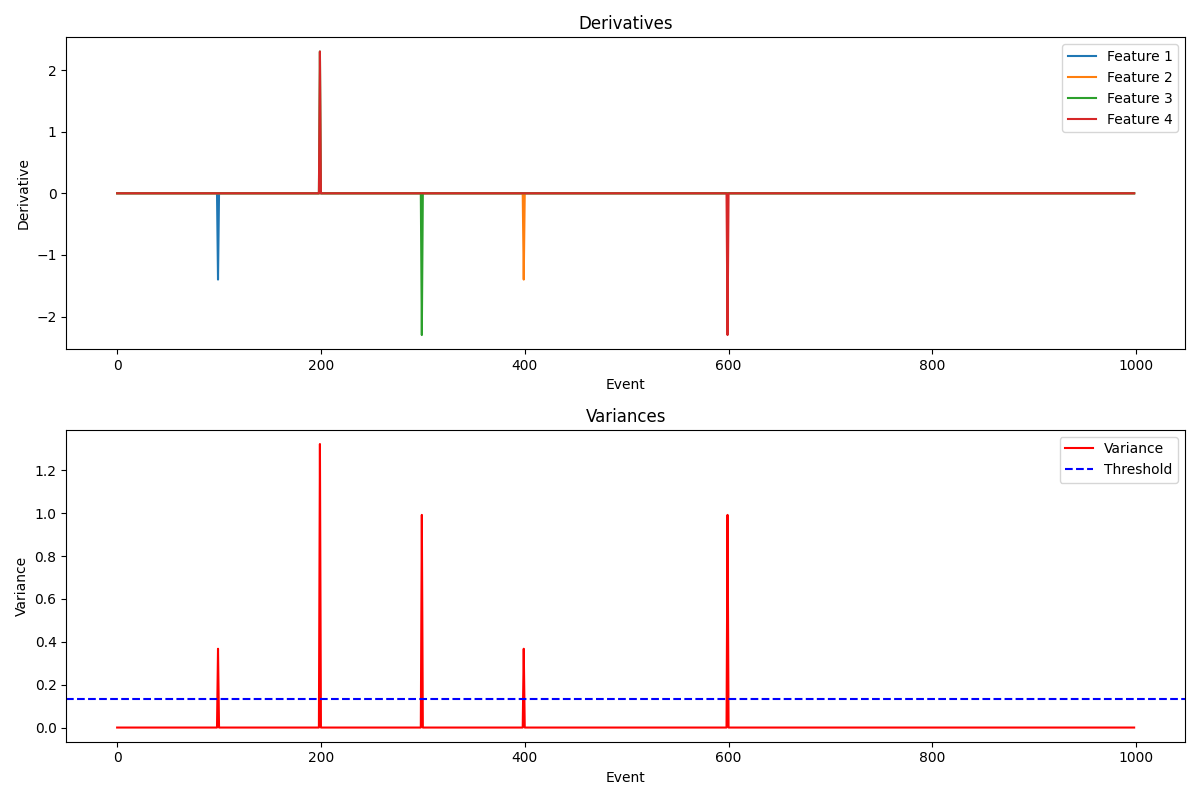 Derivatives
Derivative
2
1
0
−1
−2
Feature 1
Feature 2
Feature 3
Feature 4
0 200 400 600 800 1000
Event
Variances
Variance
1.2
1.0
0.8
0.6
0.4
0.2
0.0
Variance
Threshold
0 200 400 600 800 1000
Event